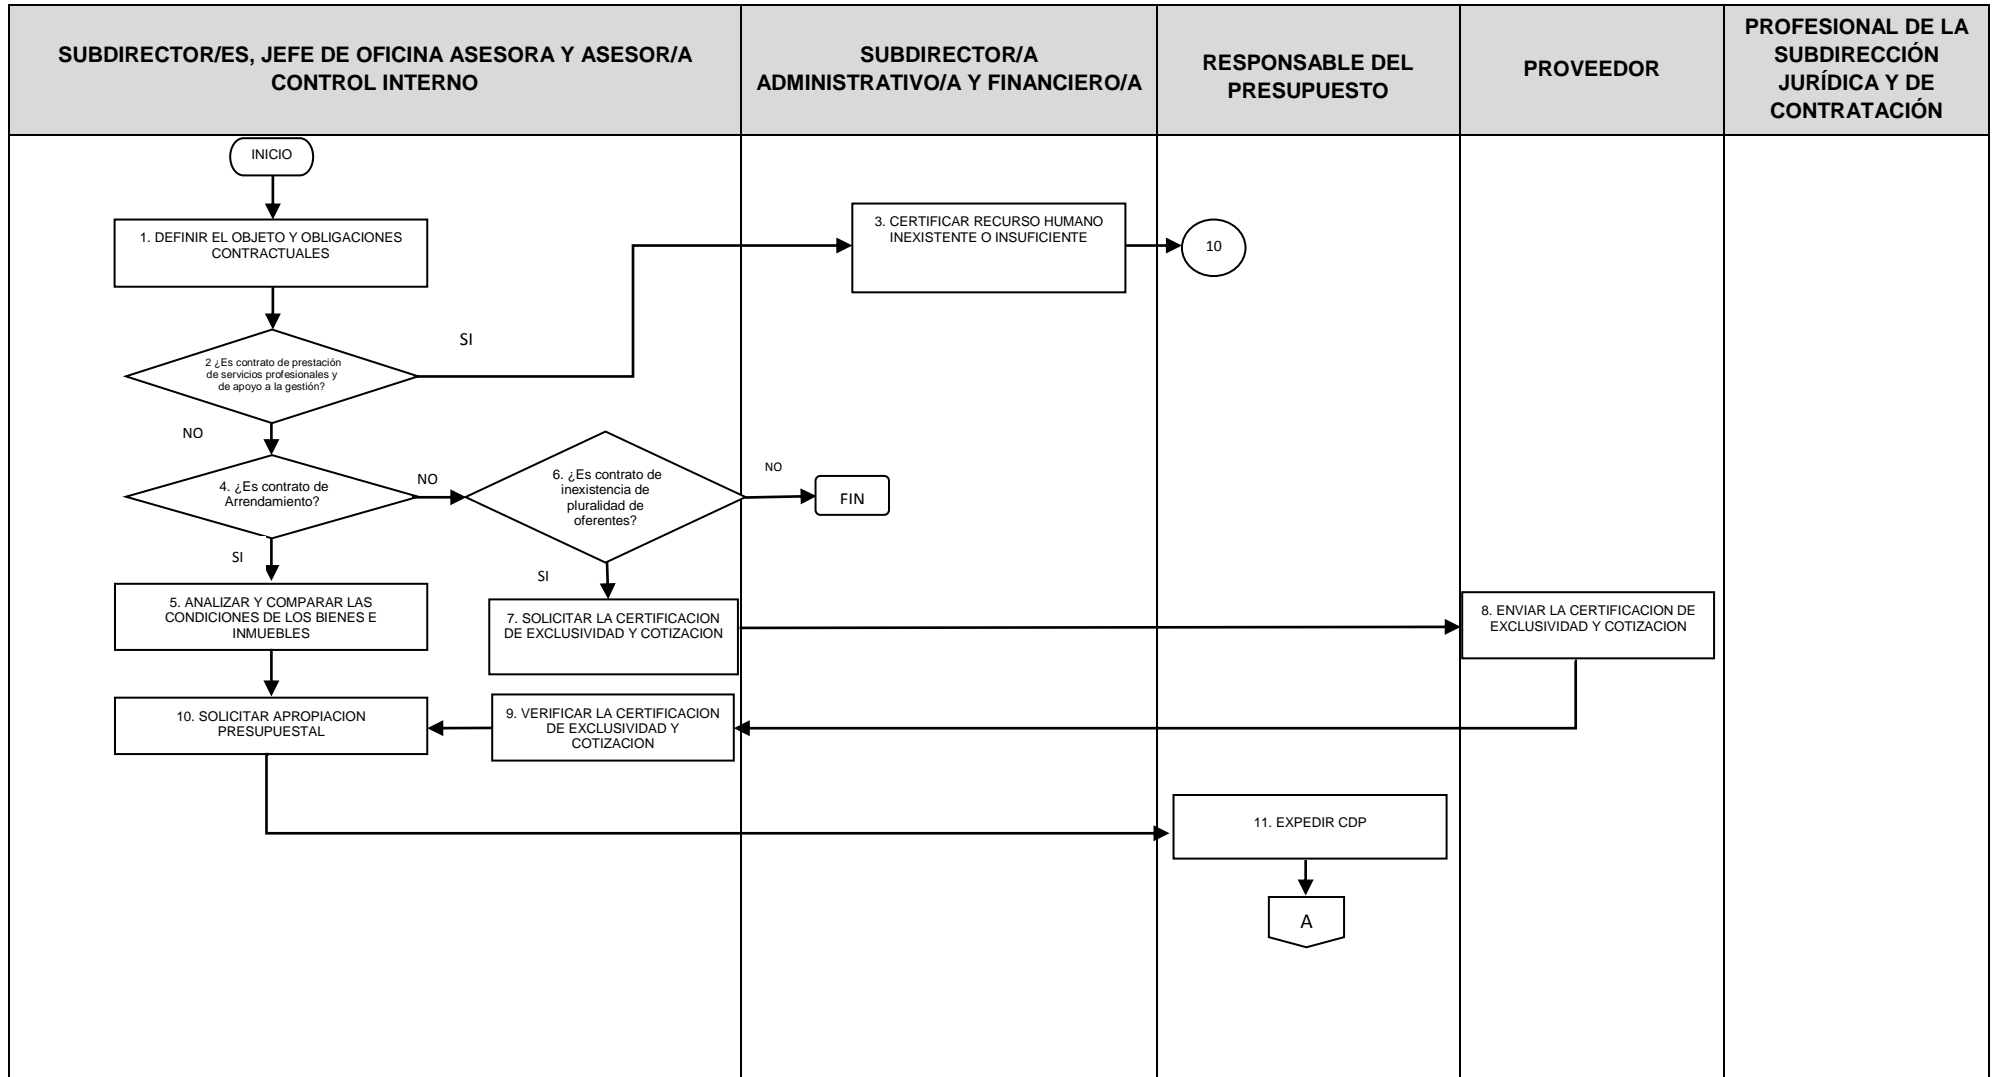 SUBDIRECTOR/ES, JEFE DE OFICINA ASESORA Y ASESOR/A
CONTROL INTERNO
SUBDIRECTOR/A
ADMINISTRATIVO/A Y FINANCIERO/A
RESPONSABLE DEL
PRESUPUESTO
PROVEEDOR
PROFESIONAL DE LA
SUBDIRECCIÓN
JURÍDICA Y DE
CONTRATACIÓN
INICIO
1. DEFINIR EL OBJETO Y OBLIGACIONES
CONTRACTUALES
3. CERTIFICAR RECURSO HUMANO
INEXISTENTE O INSUFICIENTE
10
SI
2 ¿Es contrato de prestación
de servicios profesionales y
de apoyo a la gestión?
NO
4. ¿Es contrato de
Arrendamiento?
NO
6. ¿Es contrato de
inexistencia de
pluralidad de
oferentes?
NO
FIN
SI
SI
5. ANALIZAR Y COMPARAR LAS
CONDICIONES DE LOS BIENES E
INMUEBLES
7. SOLICITAR LA CERTIFICACION
DE EXCLUSIVIDAD Y COTIZACION
8. ENVIAR LA CERTIFICACION DE
EXCLUSIVIDAD Y COTIZACION
10. SOLICITAR APROPIACION
PRESUPUESTAL
9. VERIFICAR LA CERTIFICACION
DE EXCLUSIVIDAD Y
COTIZACION
11. EXPEDIR CDP
A